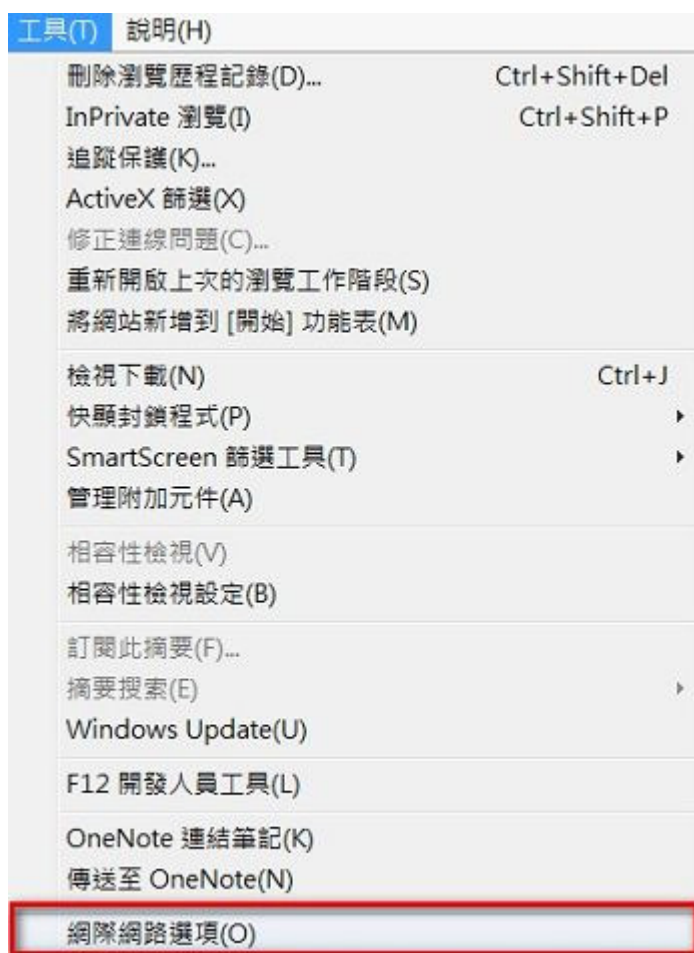 工具(T) 說明(H)
刪除瀏覽歷程記錄(D)... Ctrl+Shift+Del
InPrivate 瀏覽(I) Ctrl+Shift+P
追蹤保護(K)...
ActiveX 篩選(X)
修正連線問題(C)...
重新開啟上次的瀏覽工作階段(S)
將網站新增到 [開始] 功能表(M)
檢視下載(N) Ctrl+J
快顯封鎖程式(P)
SmartScreen 篩選工具(T)
管理附加元件(A)
相容性檢視(V)
相容性檢視設定(B)
訂閱此摘要(F)...
摘要搜索(E)
Windows Update(U)
F12 開發人員工具(L)
OneNote 連結筆記(K)
傳送至 OneNote(N)
網際網路選項(O)